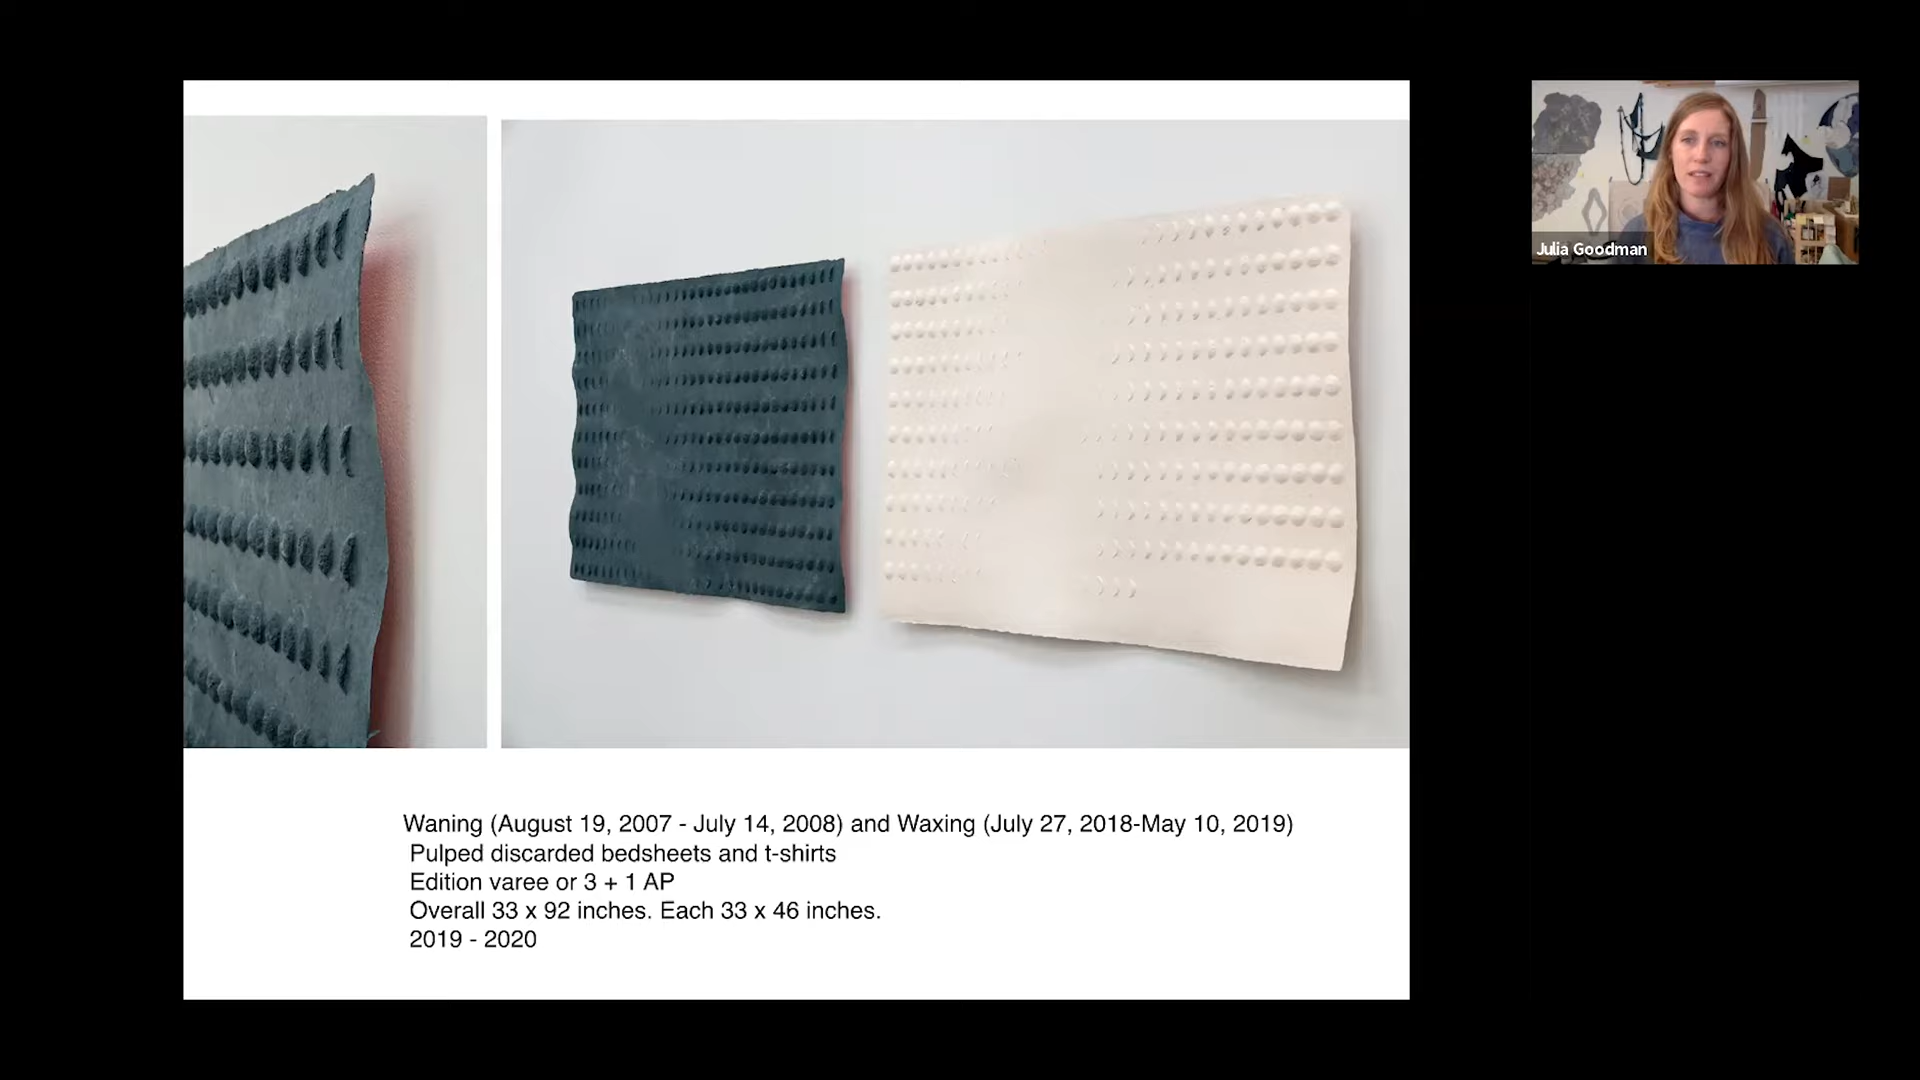 Julia Goodman
Waning (August 19, 2007 - July 14, 2008) and Waxing (July 27, 2018-May 10, 2019)
Pulped discarded bedsheets and t-shirts
Edition varee or 3 + 1 AP
Overall 33 x 92 inches. Each 33 x 46 inches.
2019 - 2020